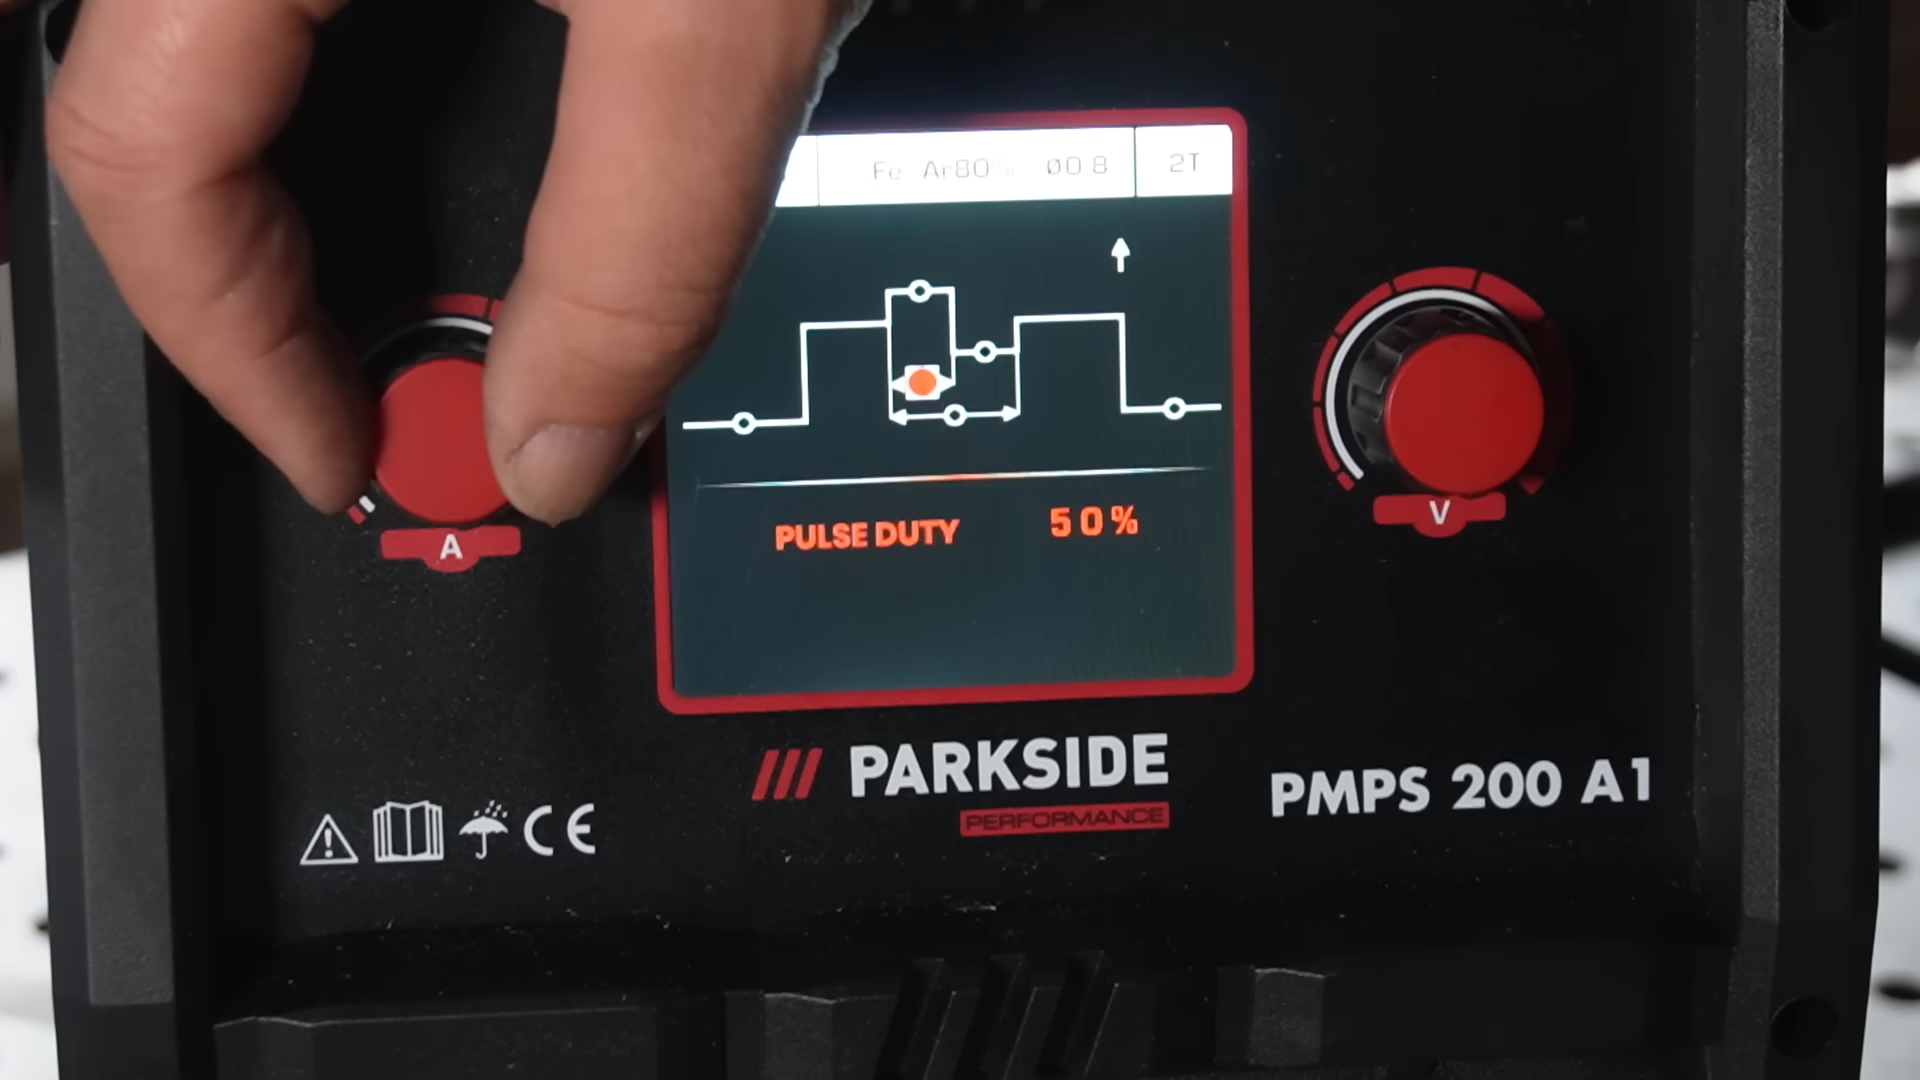 Fe Ar80% Ø0.8 2T
PULSE DUTY 50%
A
V
PARKSIDE
PERFORMANCE
PMPS 200 A1
CE